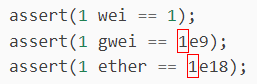 assert(1 wei == 1);
assert(1 gwei == 1e9);
assert(1 ether == 1e18);